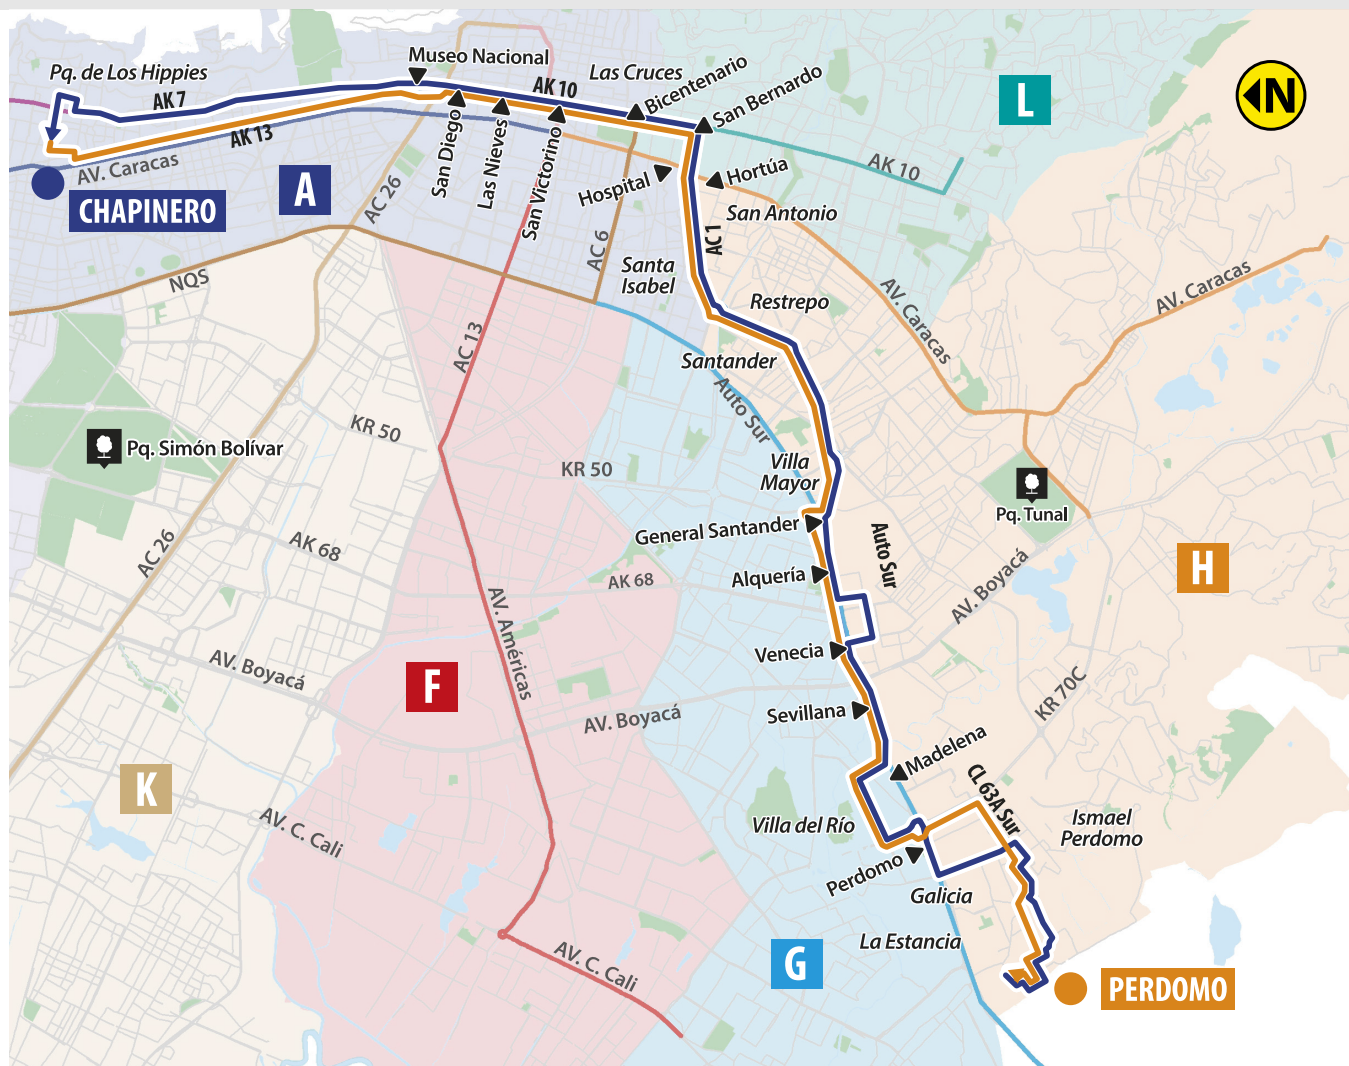 Museo Nacional
Pq. de Los Hippies
AK 7
AK 10
Las Cruces
Bicentenario
San Bernardo
L
N
AK 13
AV. Caracas
A
CHAPINERO
AC 26
San Diego
Las Nieves
San Victorino
Hospital
Hortúa
AK 10
San Antonio
AC 1
AC 6
NQS
Santa
Isabel
Restrepo
AV. Caracas
AV. Caracas
AC 13
Santander
Auto Sur
KR 50
Pq. Simón Bolívar
KR 50
Villa
Mayor
Pq. Tunal
General Santander
AC 26
AK 68
Auto Sur
Alquería
AK 68
H
AV. Boyacá
AV. Américas
Venecia
AV. Boyacá
F
KR 70C
Sevillana
AV. Boyacá
Madelena
K
CL 63A Sur
AV. C. Cali
Villa del Río
Ismael
Perdomo
Perdomo
Galicia
La Estancia
AV. C. Cali
G
PERDOMO